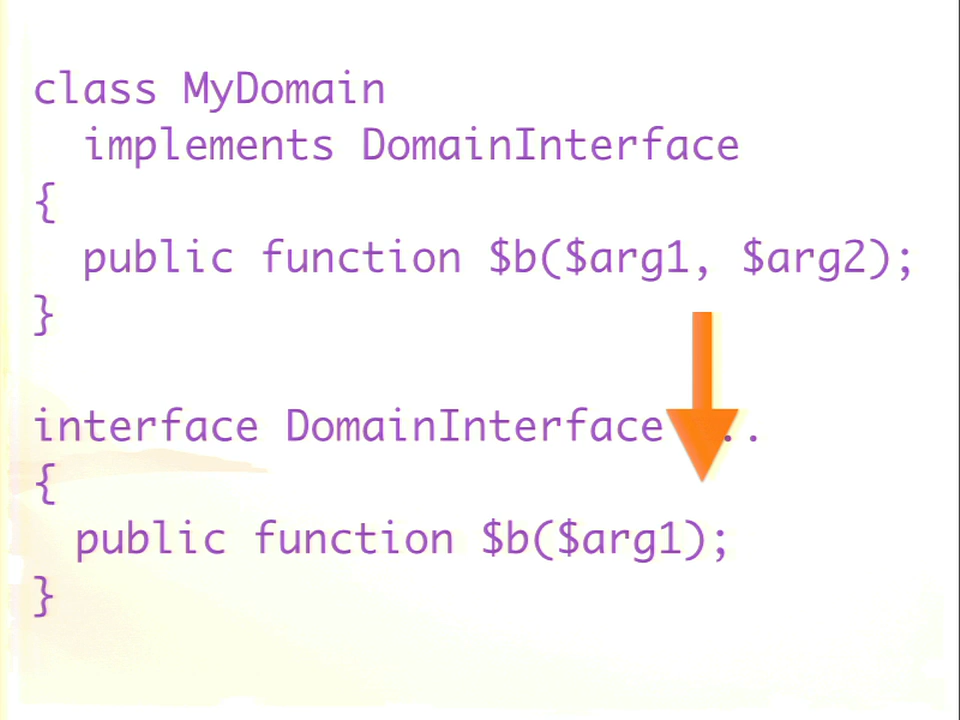 class MyDomain
  implements DomainInterface
{
  public function $b($arg1, $arg2);
}
interface DomainInterface ..
{
  public function $b($arg1);
}